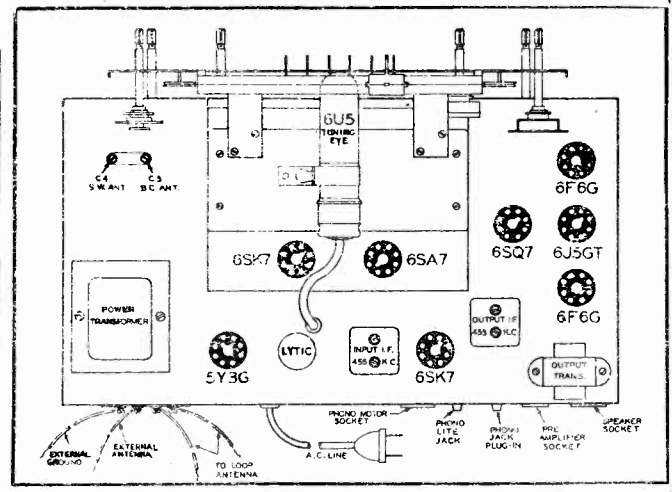 6U5
TUNING
EYE
C4
S.W. ANT.
C3
B.C. ANT.
6F6G
6SK7
6SA7
6SQ7
6J5GT
POWER
TRANSFORMER
6F6G
OUTPUT I.F.
455 K.C.
LYTIC
INPUT I.F.
455 K.C.
5Y3G
6SK7
OUTPUT
TRANS.
PHONO MOTOR
SOCKET
PHONO
LITE
JACK
PHONO
JACK
PLUG-IN
PRE
AMPLIFIER
SOCKET
SPEAKER
SOCKET
EXTERNAL
GROUND
EXTERNAL
ANTENNA
TO LOOP
ANTENNA
A.C. LINE